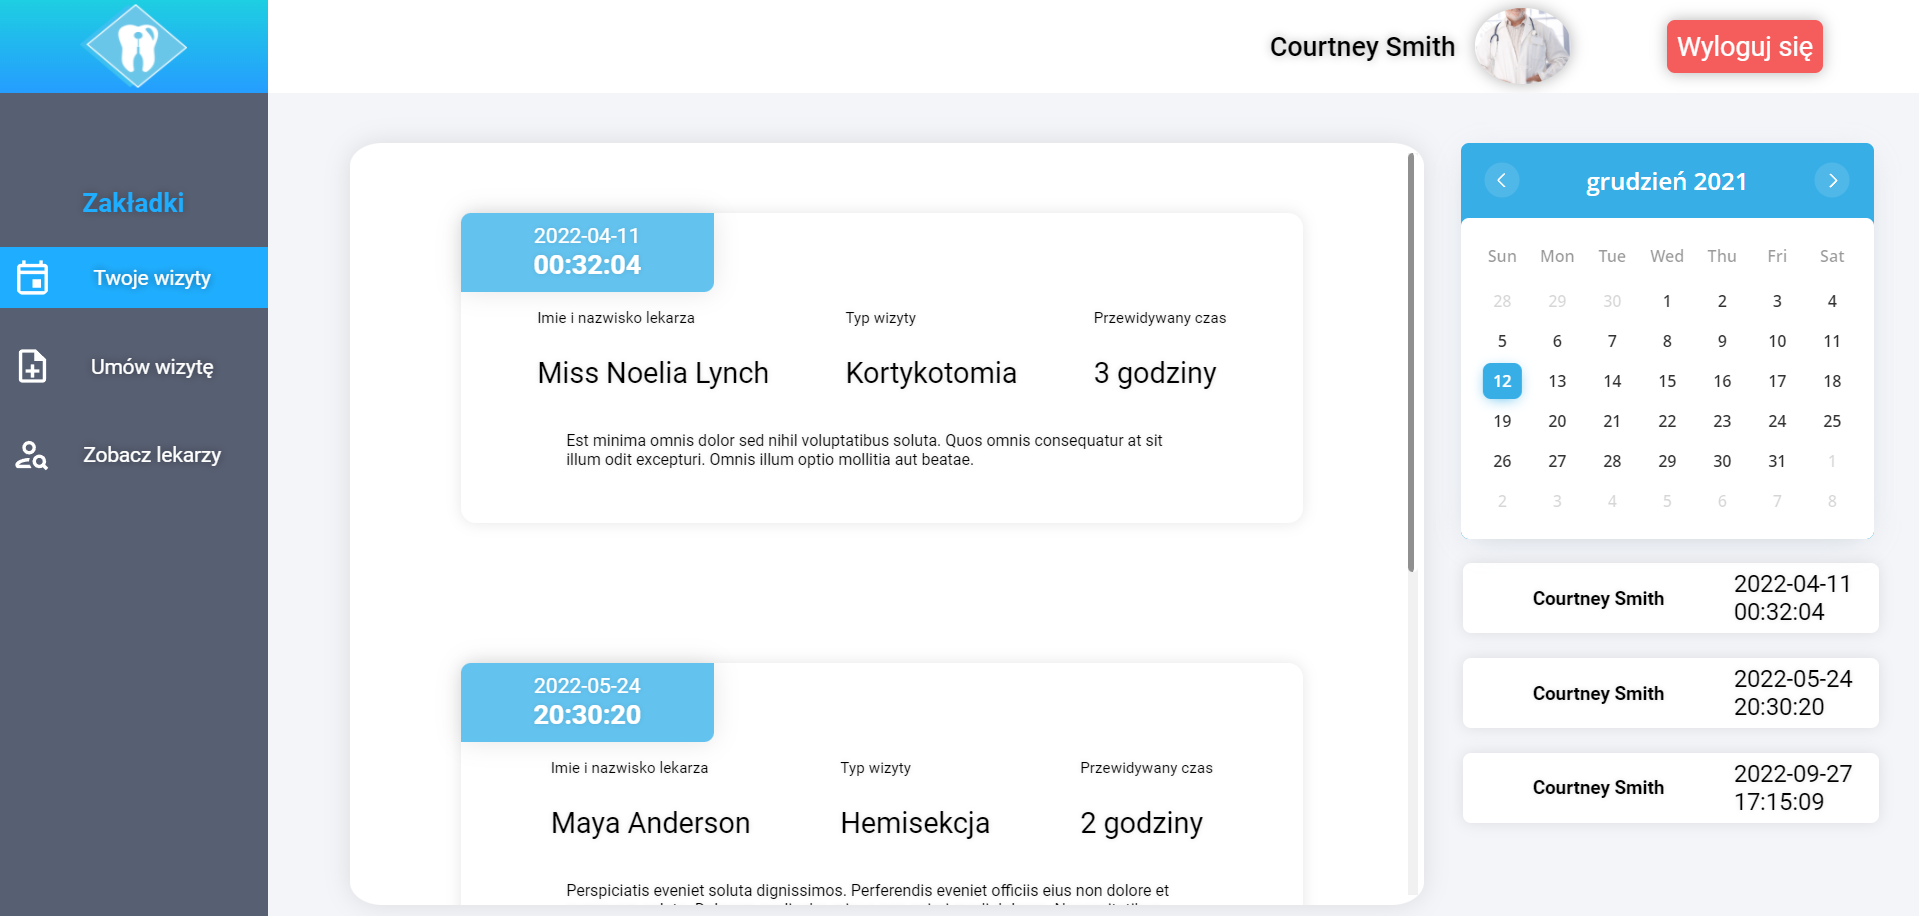 Courtney Smith
Wyloguj się
Zakładki
Twoje wizyty
Umów wizytę
Zobacz lekarzy
2022-04-11
00:32:04
Imie i nazwisko lekarza Typ wizyty Przewidywany czas
Miss Noelia Lynch Kortykotomia 3 godziny
Est minima omnis dolor sed nihil voluptatibus soluta. Quos omnis consequatur at sit
illum odit excepturi. Omnis illum optio mollitia aut beatae.
2022-05-24
20:30:20
Imie i nazwisko lekarza Typ wizyty Przewidywany czas
Maya Anderson Hemisekcja 2 godziny
Perspiciatis eveniet soluta dignissimos. Perferendis eveniet officiis eius non dolore et
grudzień 2021
Sun Mon Tue Wed Thu Fri Sat
28 29 30 1 2 3 4
5 6 7 8 9 10 11
12 13 14 15 16 17 18
19 20 21 22 23 24 25
26 27 28 29 30 31 1
2 3 4 5 6 7 8
Courtney Smith
2022-04-11
00:32:04
Courtney Smith
2022-05-24
20:30:20
Courtney Smith
2022-09-27
17:15:09